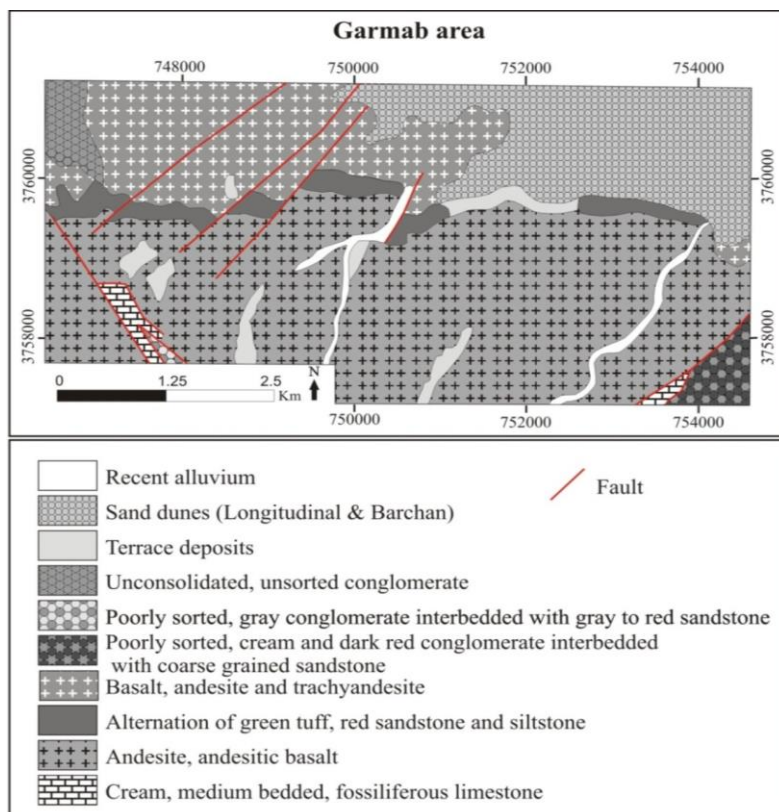 Garmab area
748000 750000 752000 754000
3760000 3760000
3758000 3758000
0 1.25 2.5
Km
N
750000 752000 754000
Recent alluvium
Fault
Sand dunes (Longitudinal & Barchan)
Terrace deposits
Unconsolidated, unsorted conglomerate
Poorly sorted, gray conglomerate interbedded with gray to red sandstone
Poorly sorted, cream and dark red conglomerate interbedded
with coarse grained sandstone
Basalt, andesite and trachyandesite
Alternation of green tuff, red sandstone and siltstone
Andesite, andesitic basalt
Cream, medium bedded, fossiliferous limestone